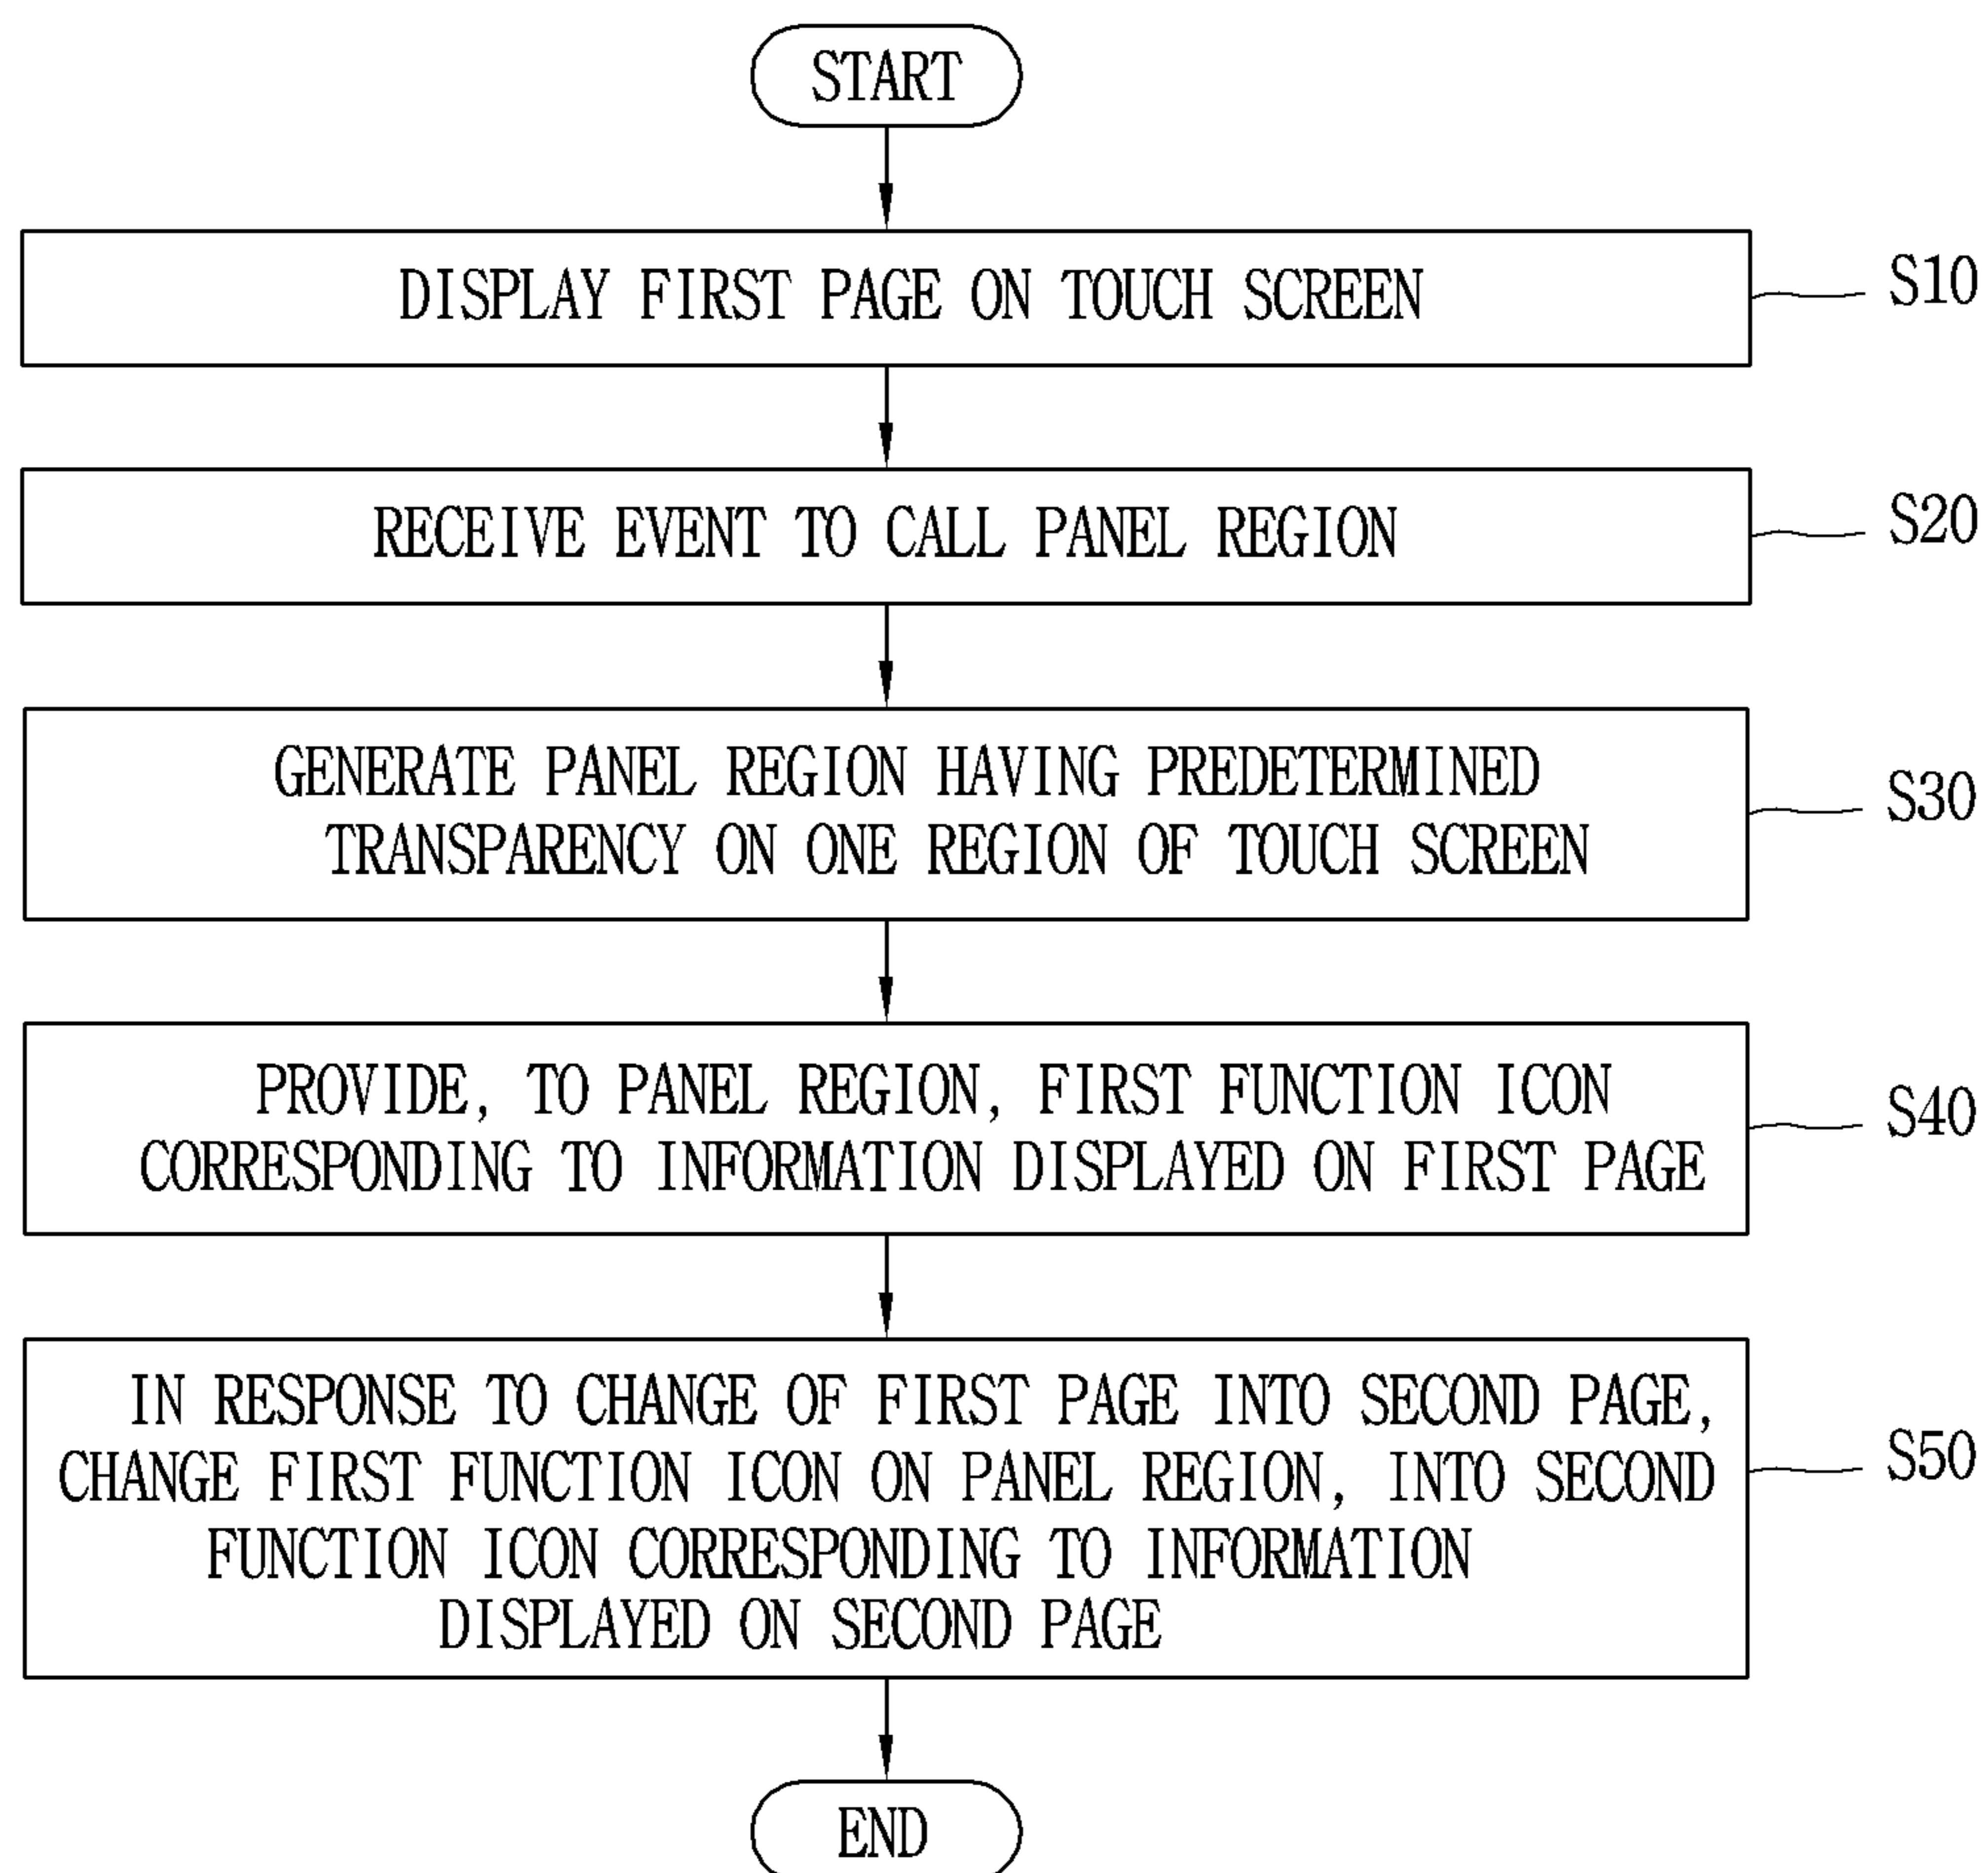 START
DISPLAY FIRST PAGE ON TOUCH SCREEN
S10
RECEIVE EVENT TO CALL PANEL REGION
S20
GENERATE PANEL REGION HAVING PREDETERMINED
TRANSPARENCY ON ONE REGION OF TOUCH SCREEN
S30
PROVIDE, TO PANEL REGION, FIRST FUNCTION ICON
CORRESPONDING TO INFORMATION DISPLAYED ON FIRST PAGE
S40
IN RESPONSE TO CHANGE OF FIRST PAGE INTO SECOND PAGE,
CHANGE FIRST FUNCTION ICON ON PANEL REGION, INTO SECOND
FUNCTION ICON CORRESPONDING TO INFORMATION
DISPLAYED ON SECOND PAGE
S50
END